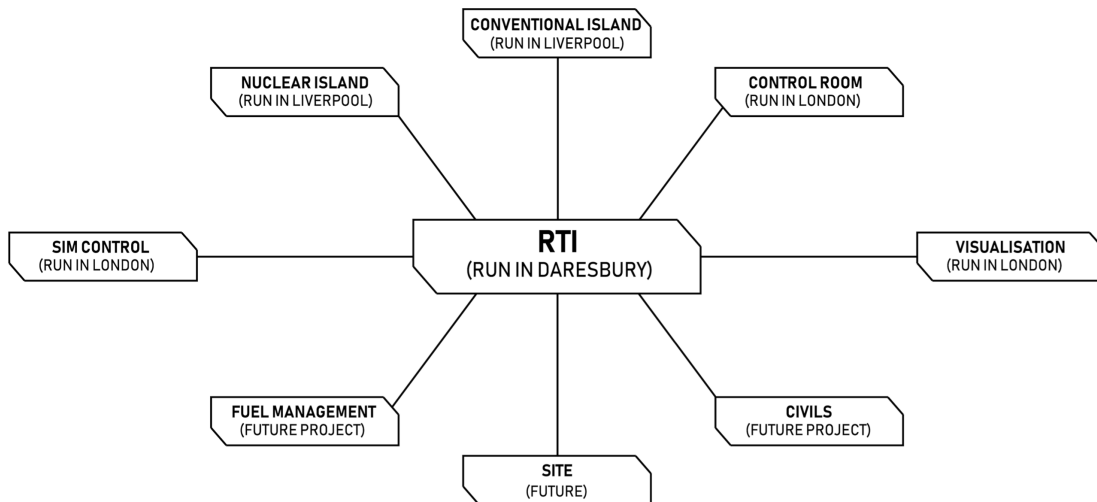 CONVENTIONAL ISLAND
(RUN IN LIVERPOOL)
NUCLEAR ISLAND
(RUN IN LIVERPOOL)
CONTROL ROOM
(RUN IN LONDON)
SIM CONTROL
(RUN IN LONDON)
RTI
(RUN IN DARESBURY)
VISUALISATION
(RUN IN LONDON)
FUEL MANAGEMENT
(FUTURE PROJECT)
CIVILS
(FUTURE PROJECT)
SITE
(FUTURE)